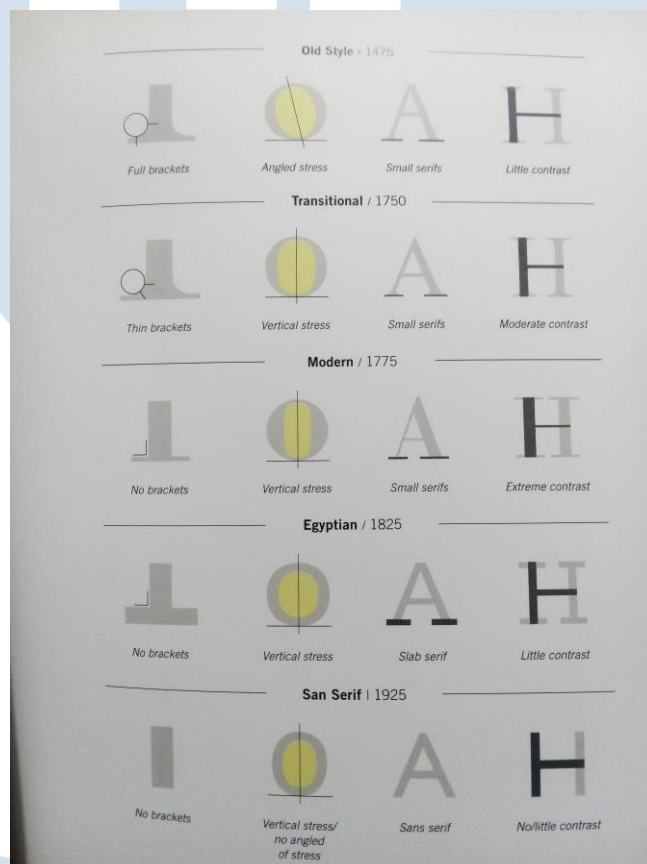 Old Style / 1475
Full brackets
Angled stress
Small serifs
Little contrast
Transitional / 1750
Thin brackets
Vertical stress
Small serifs
Moderate contrast
Modern / 1775
No brackets
Vertical stress
Small serifs
Extreme contrast
Egyptian / 1825
No brackets
Vertical stress
Slab serif
Little contrast
San Serif | 1925
No brackets
Vertical stress/
no angled
of stress
Sans serif
No/little contrast